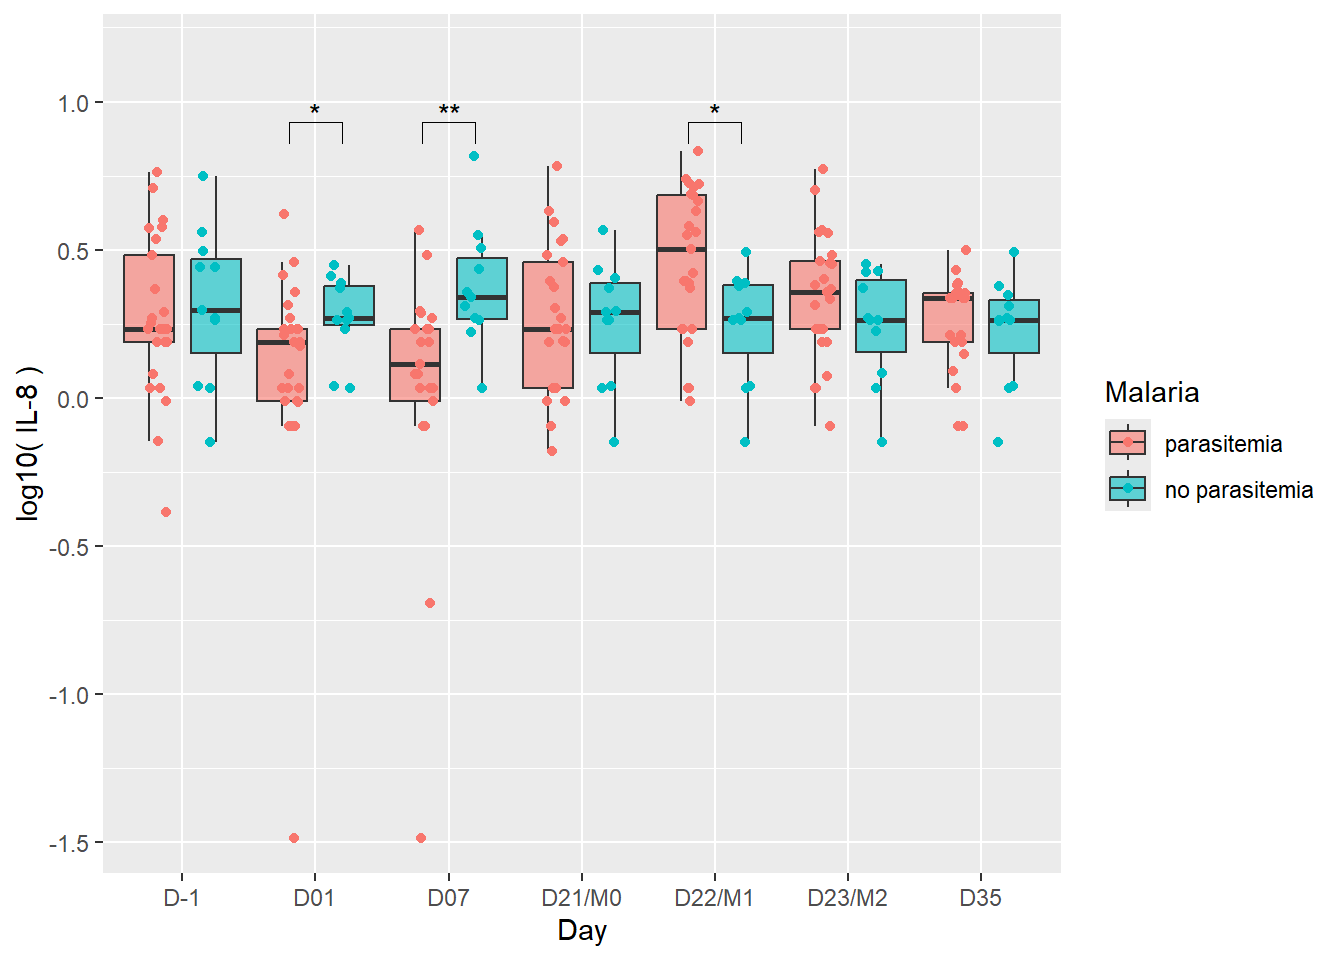 log10( IL-8 )
1.0
0.5
0.0
-0.5
-1.0
-1.5
*
**
*
D-1
D01
D07
D21/M0
D22/M1
D23/M2
D35
Day
Malaria
parasitemia
no parasitemia